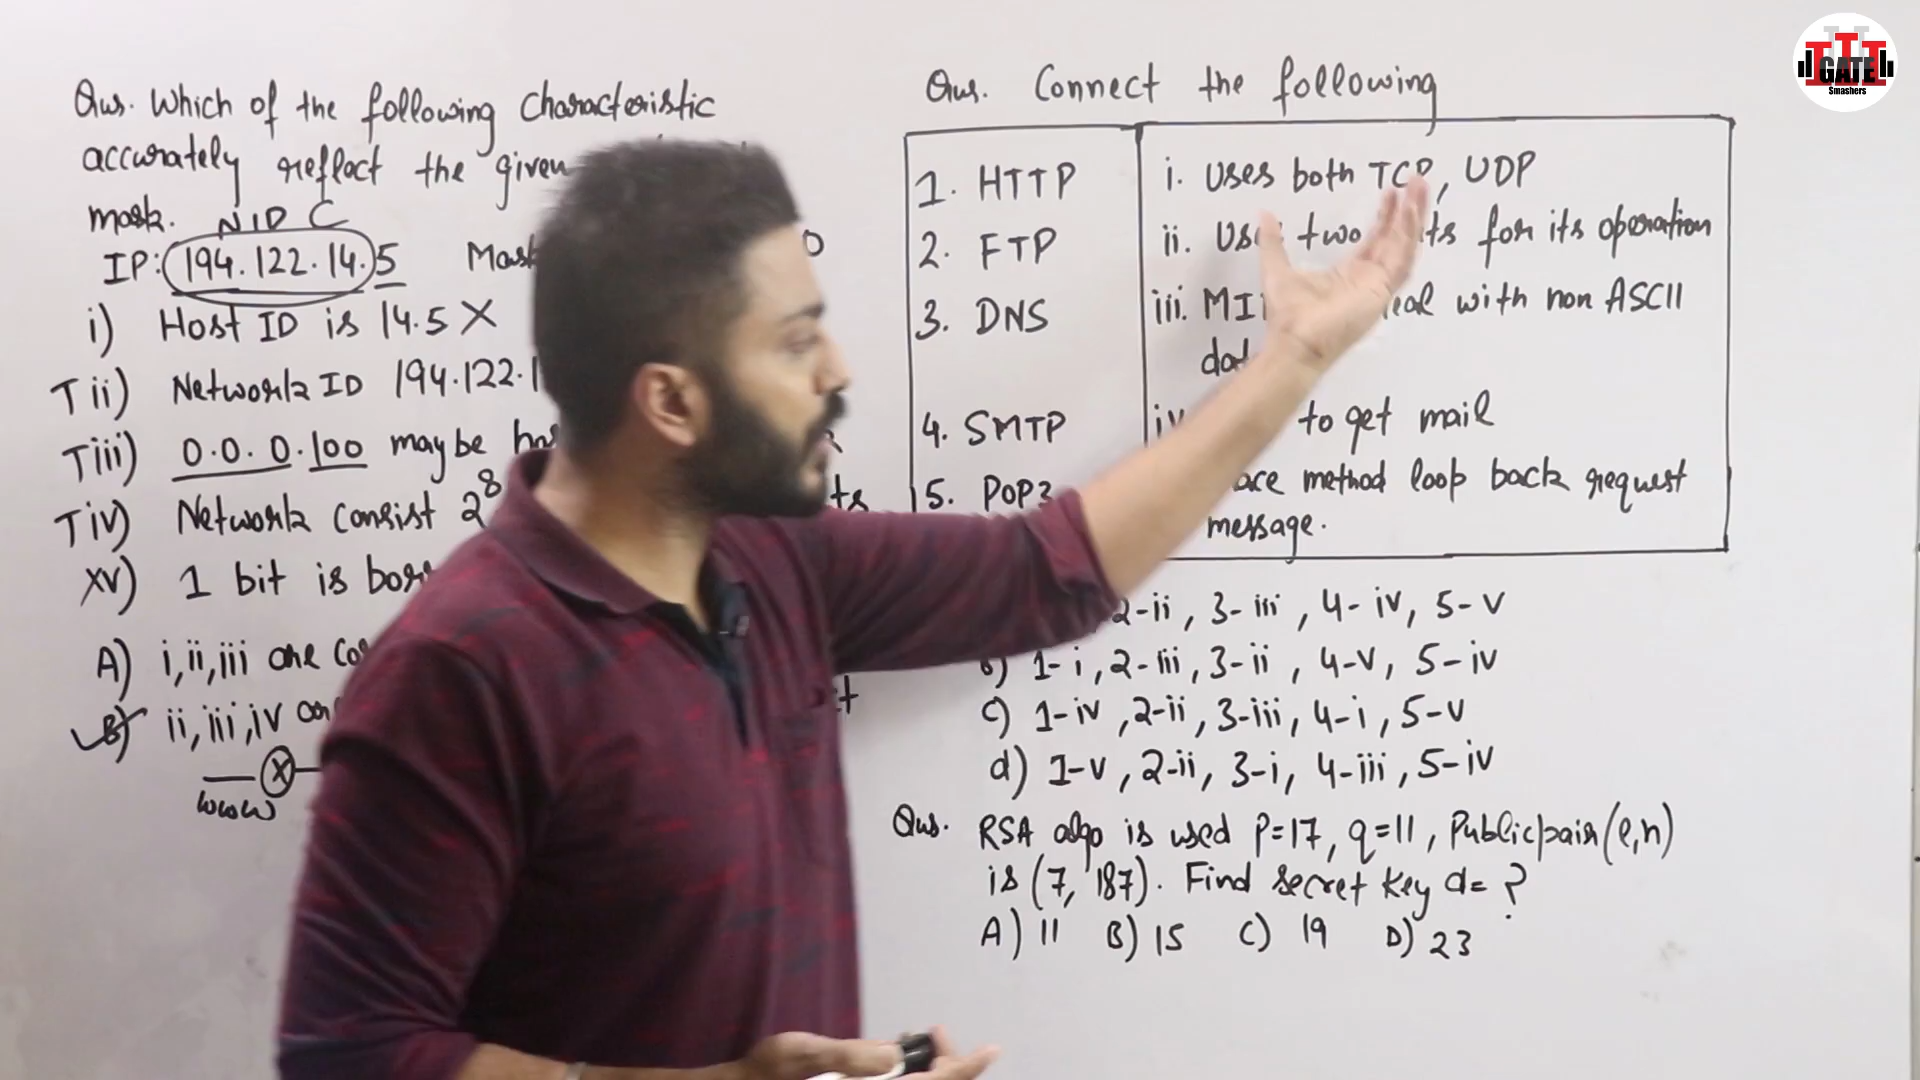 Qus. Which of the following characteristic
accurately reflect the given
mask. NID C
IP: 194.122.14.5 Mask
i) Host ID is 14.5 X
T ii) Network ID 194.122.1
T iii) 0.0.0.100 may be
T iv) Network consist 2^8
X v) 1 bit is
A) i, ii, iii are
B) ii, iii, iv
X
Qus. Connect the following
1. HTTP i. Uses both TCP, UDP
2. FTP ii. two for its operation
3. DNS iii. with non ASCII
4. SMTP iv to get mail
5. POP3 method loop back request
message.
2-ii, 3-iii, 4-iv, 5-v
b) 1-i, 2-iii, 3-ii, 4-v, 5-iv
c) 1-iv, 2-ii, 3-iii, 4-i, 5-v
d) 1-v, 2-ii, 3-i, 4-iii, 5-iv
Qus. RSA algo is used P=17, q=11, Public pair (e,n)
is (7, 187). Find secret Key d= ?
A) 11 B) 15 C) 19 D) 23
GATE
Smashers